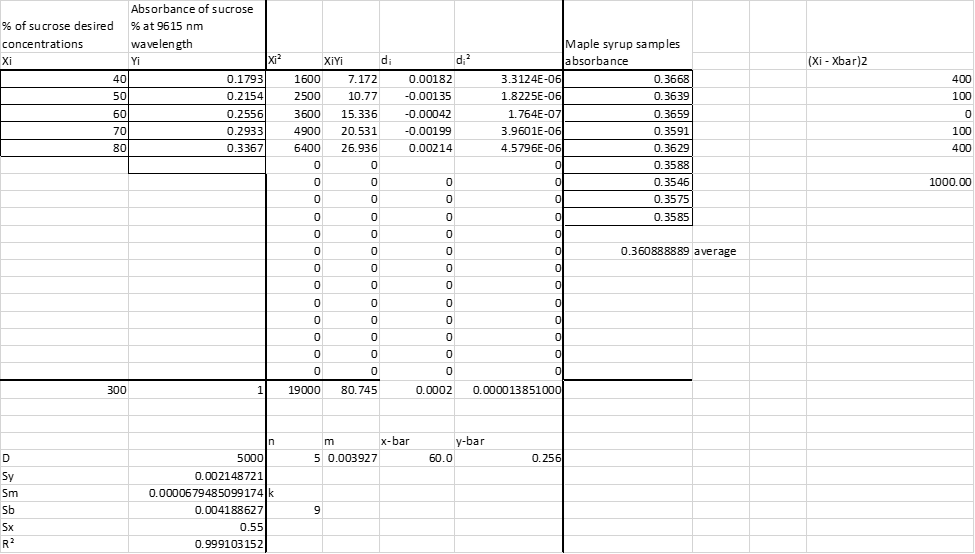 Absorbance of sucrose
% of sucrose desired % at 9615 nm
concentrations wavelength Maple syrup samples
Xi Yi Xi² XiYi di di² absorbance (Xi - Xbar)2
40 0.1793 1600 7.172 0.00182 3.3124E-06 0.3668 400
50 0.2154 2500 10.77 -0.00135 1.8225E-06 0.3639 100
60 0.2556 3600 15.336 -0.00042 1.764E-07 0.3659 0
70 0.2933 4900 20.531 -0.00199 3.9601E-06 0.3591 100
80 0.3367 6400 26.936 0.00214 4.5796E-06 0.3629 400
0 0 0 0.3588
0 0 0 0 0.3546 1000.00
0 0 0 0 0.3575
0 0 0 0 0.3585
0 0 0 0
0 0 0 0 0.360888889 average
0 0 0 0
0 0 0 0
0 0 0 0
0 0 0 0
0 0 0 0
0 0 0 0
0 0 0 0
300 1 19000 80.745 0.0002 0.000013851000
n m x-bar y-bar
D 5000 5 0.003927 60.0 0.256
Sy 0.002148721
Sm 0.0000679485099174 k
Sb 0.004188627 9
Sx 0.55
R² 0.999103152